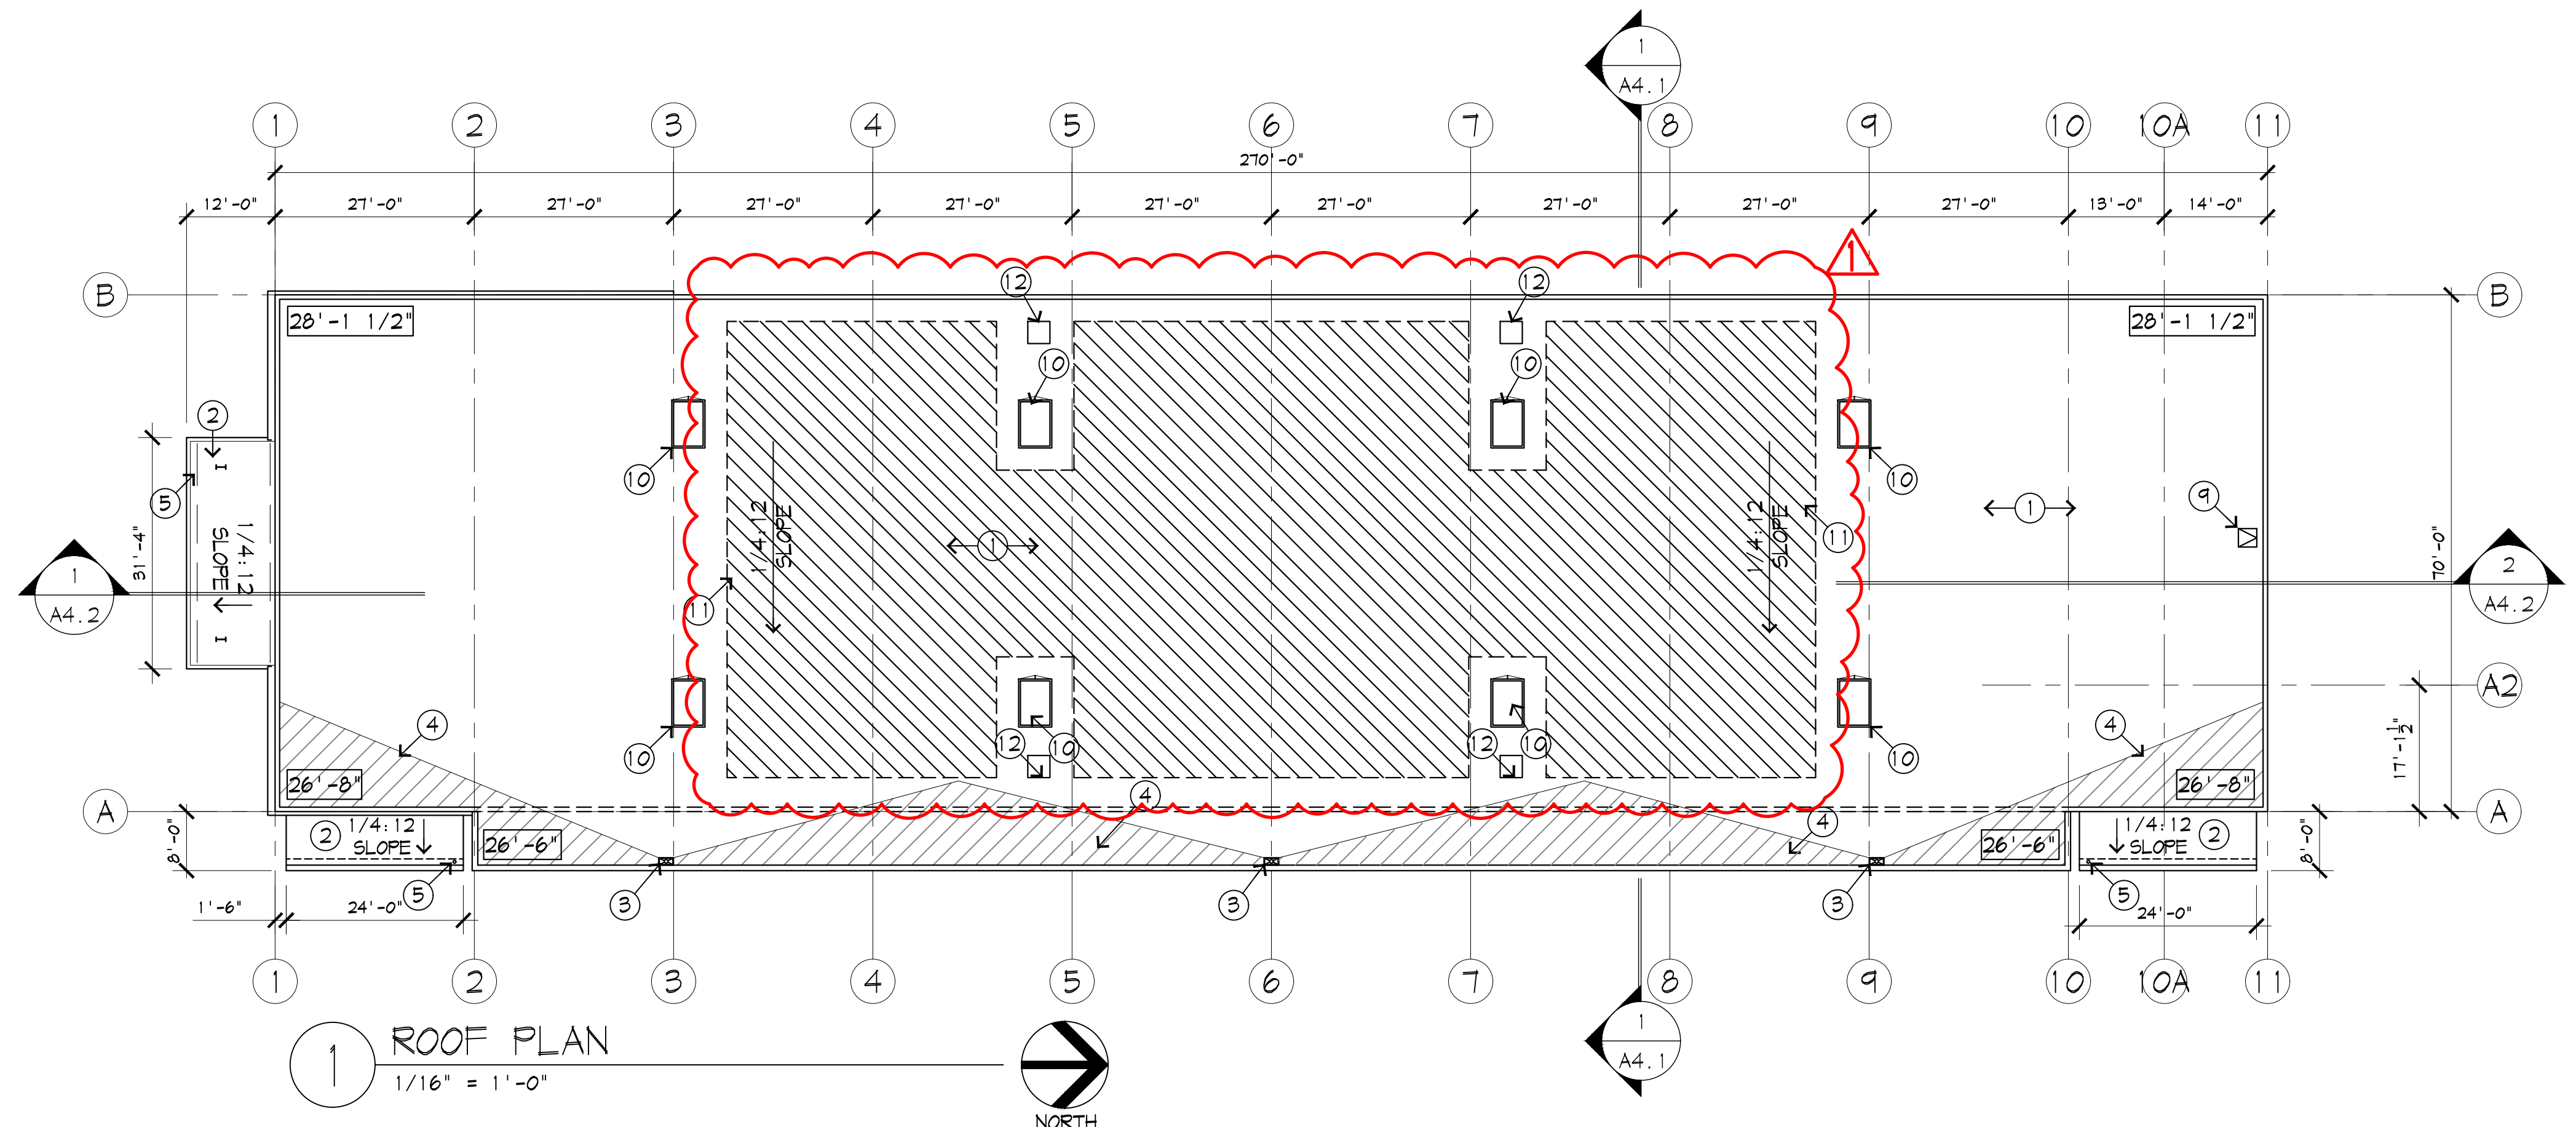 1
A4.1
1 2 3 4 5 6 7 8 9 10 10A 11
270'-0"
12'-0" 27'-0" 27'-0" 27'-0" 27'-0" 27'-0" 27'-0" 27'-0" 27'-0" 27'-0" 13'-0" 14'-0"
1
B B
12 12
28'-1 1/2" 28'-1 1/2"
10 10
2
10 10
5
9
1
11
1/4:12
SLOPE
1/4:12
SLOPE
1/4:12
SLOPE
31'-4"
70'-0"
1
1
A4.2
2
A4.2
11
A2
4 4
17'-1 1/2"
12 10 12 10
10 10
26'-8" 26'-8"
4
A A
8'-0"
2
1/4:12
SLOPE
26'-6"
4
26'-6"
1/4:12
SLOPE
2
8'-0"
5 3 3 3 5
1'-6" 24'-0" 24'-0"
1 2 3 4 5 6 7 8 9 10 10A 11
1
A4.1
1
ROOF PLAN
1/16" = 1'-0"
NORTH